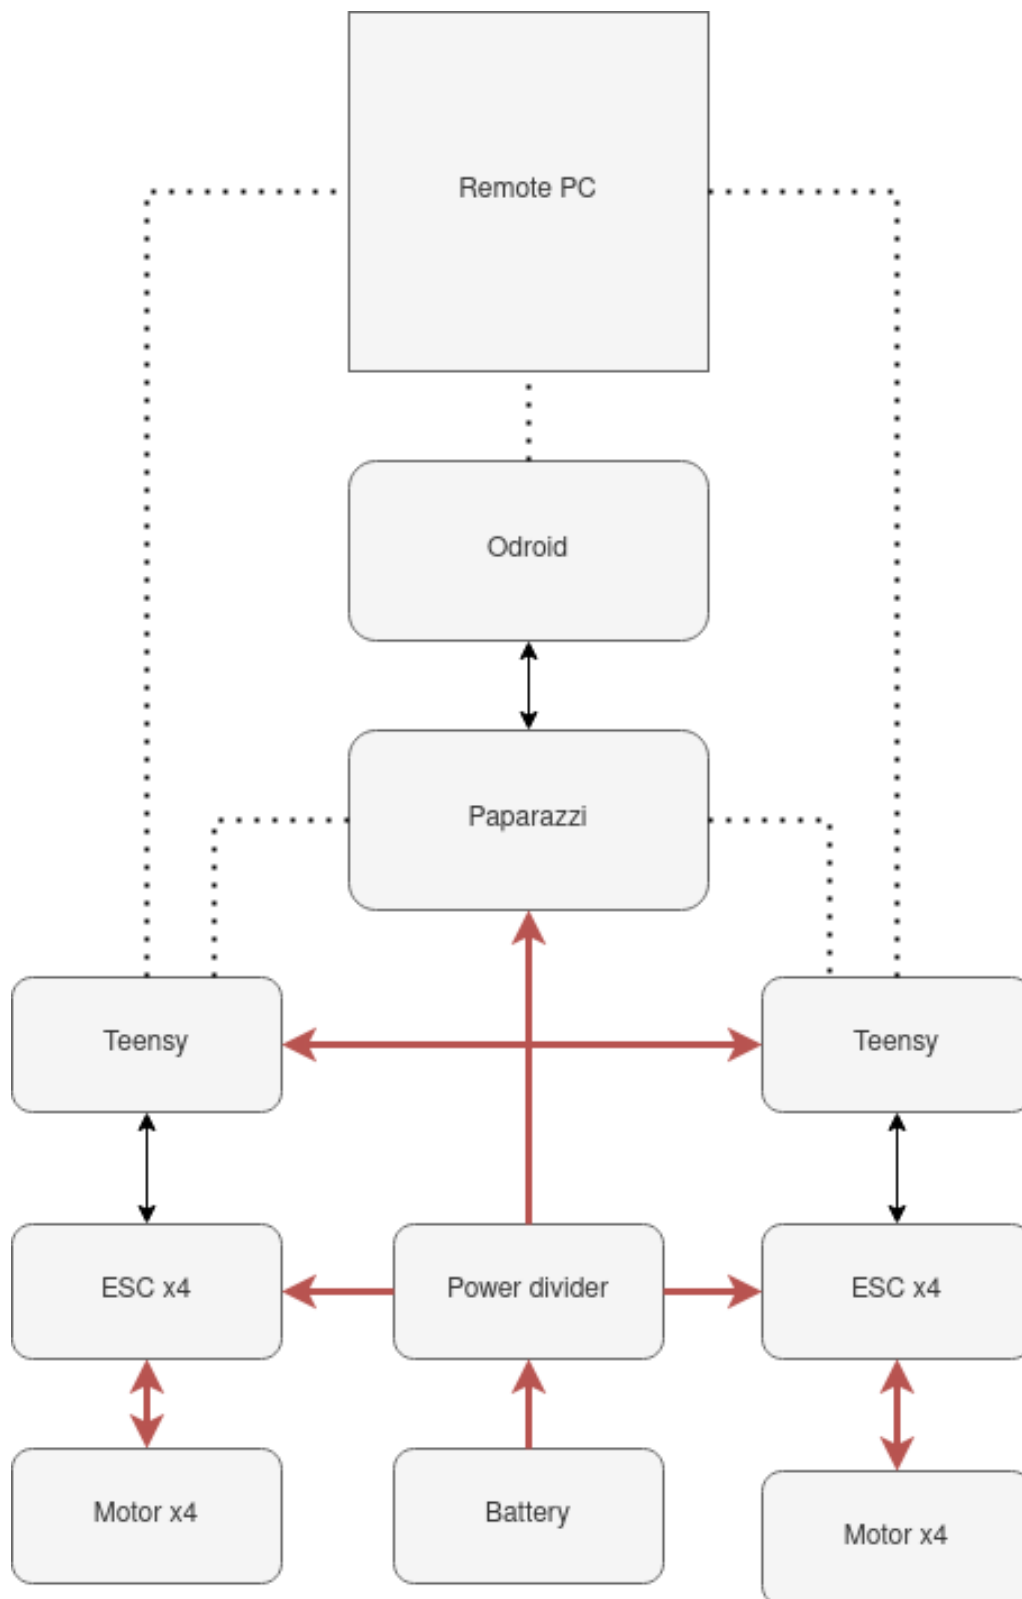 Remote PC
Odroid
Paparazzi
Teensy
Teensy
ESC x4
Power divider
ESC x4
Motor x4
Battery
Motor x4